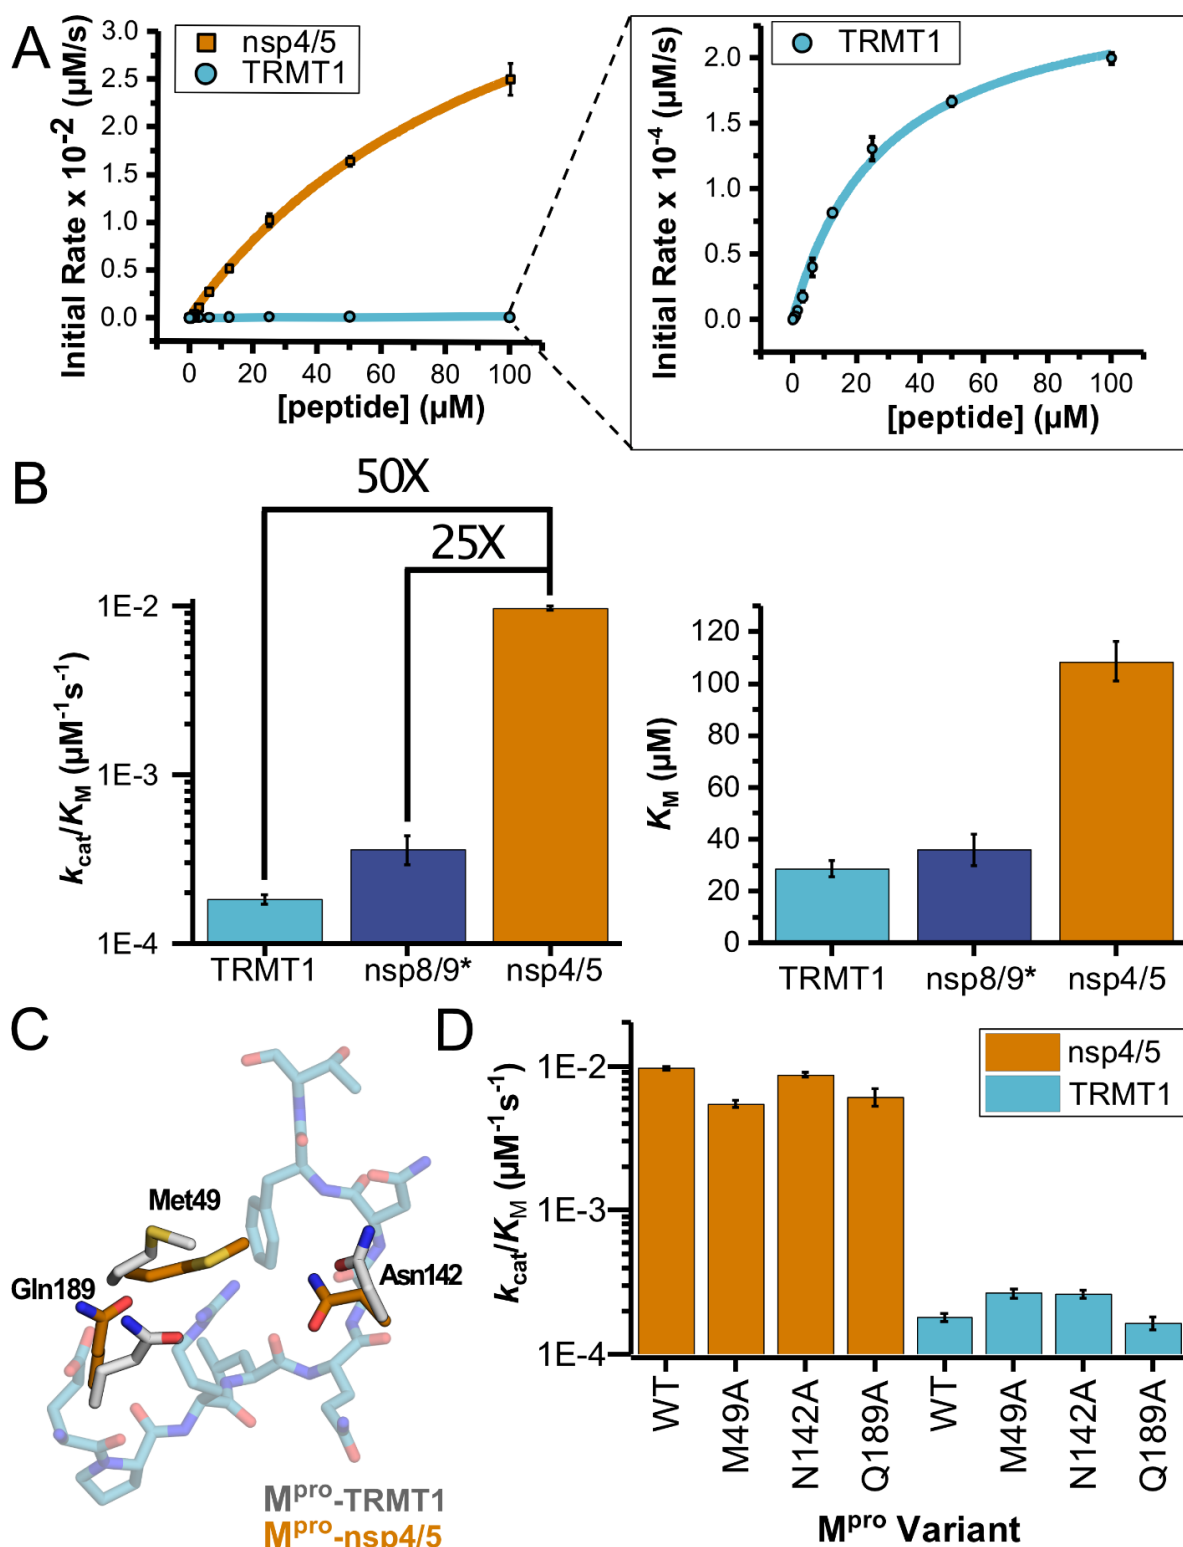 A
nsp4/5
TRMT1
Initial Rate x 10-2 (µM/s)
3.0
2.5
2.0
1.5
1.0
0.5
0.0
0 20 40 60 80 100
[peptide] (µM)
TRMT1
Initial Rate x 10-4 (µM/s)
2.0
1.5
1.0
0.5
0.0
0 20 40 60 80 100
[peptide] (µM)
B
50X
25X
kcat/KM (µM-1s-1)
1E-2
1E-3
1E-4
TRMT1 nsp8/9* nsp4/5
KM (µM)
120
100
80
60
40
20
0
TRMT1 nsp8/9* nsp4/5
C
Met49
Gln189
Asn142
Mpro-TRMT1
Mpro-nsp4/5
D
nsp4/5
TRMT1
kcat/KM (µM-1s-1)
1E-2
1E-3
1E-4
WT
M49A
N142A
Q189A
WT
M49A
N142A
Q189A
Mpro Variant